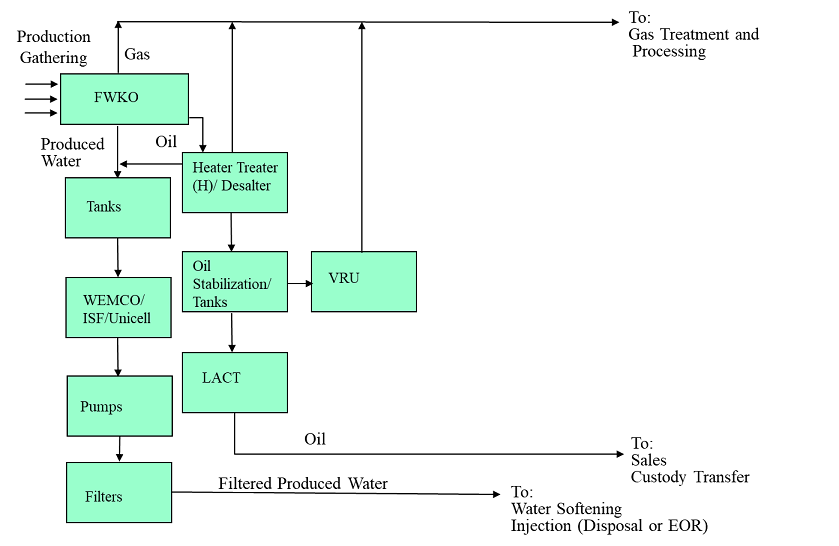 To:
Gas Treatment and
Processing
Production
Gathering
Gas
FWKO
Produced
Water
Oil
Heater Treater
(H)/ Desalter
Tanks
Oil
Stabilization/
Tanks
VRU
WEMCO/
ISF/Unicell
LACT
Pumps
Oil
To:
Sales
Custody Transfer
Filters
Filtered Produced Water
To:
Water Softening
Injection (Disposal or EOR)